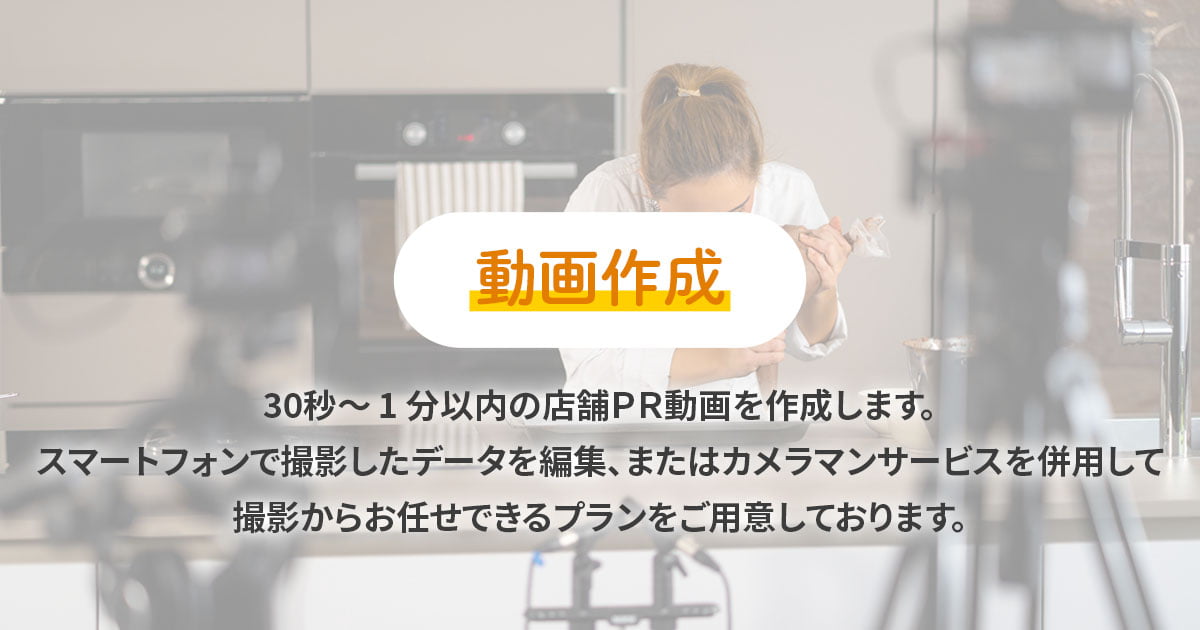 動画作成
30秒～１分以内の店舗PR動画を作成します。
スマートフォンで撮影したデータを編集、またはカメラマンサービスを併用して
撮影からお任せできるプランをご用意しております。